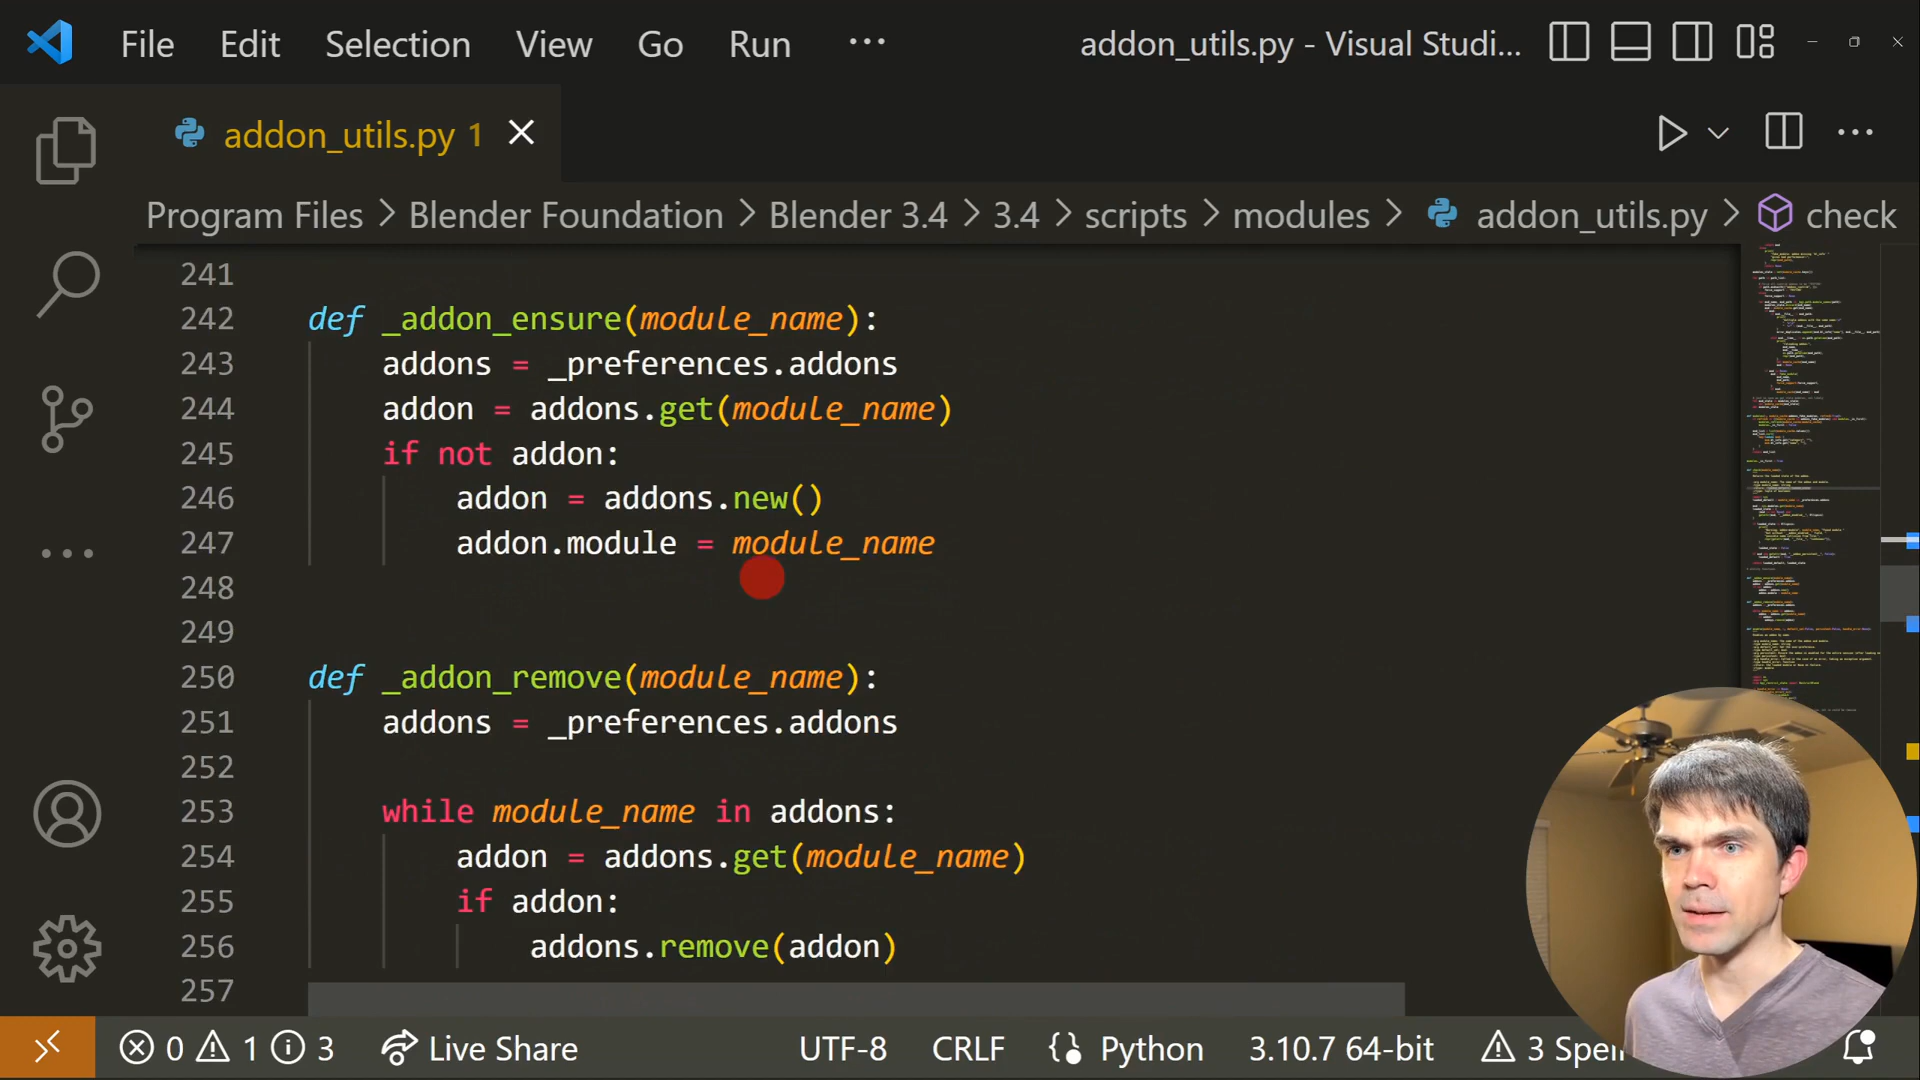 File Edit Selection View Go Run ··· addon_utils.py - Visual Studi...
addon_utils.py 1
Program Files > Blender Foundation > Blender 3.4 > 3.4 > scripts > modules > addon_utils.py > check
241
242 def _addon_ensure(module_name):
243 addons = _preferences.addons
244 addon = addons.get(module_name)
245 if not addon:
246 addon = addons.new()
247 addon.module = module_name
248
249
250 def _addon_remove(module_name):
251 addons = _preferences.addons
252
253 while module_name in addons:
254 addon = addons.get(module_name)
255 if addon:
256 addons.remove(addon)
257
0 1 3 Live Share UTF-8 CRLF Python 3.10.7 64-bit 3